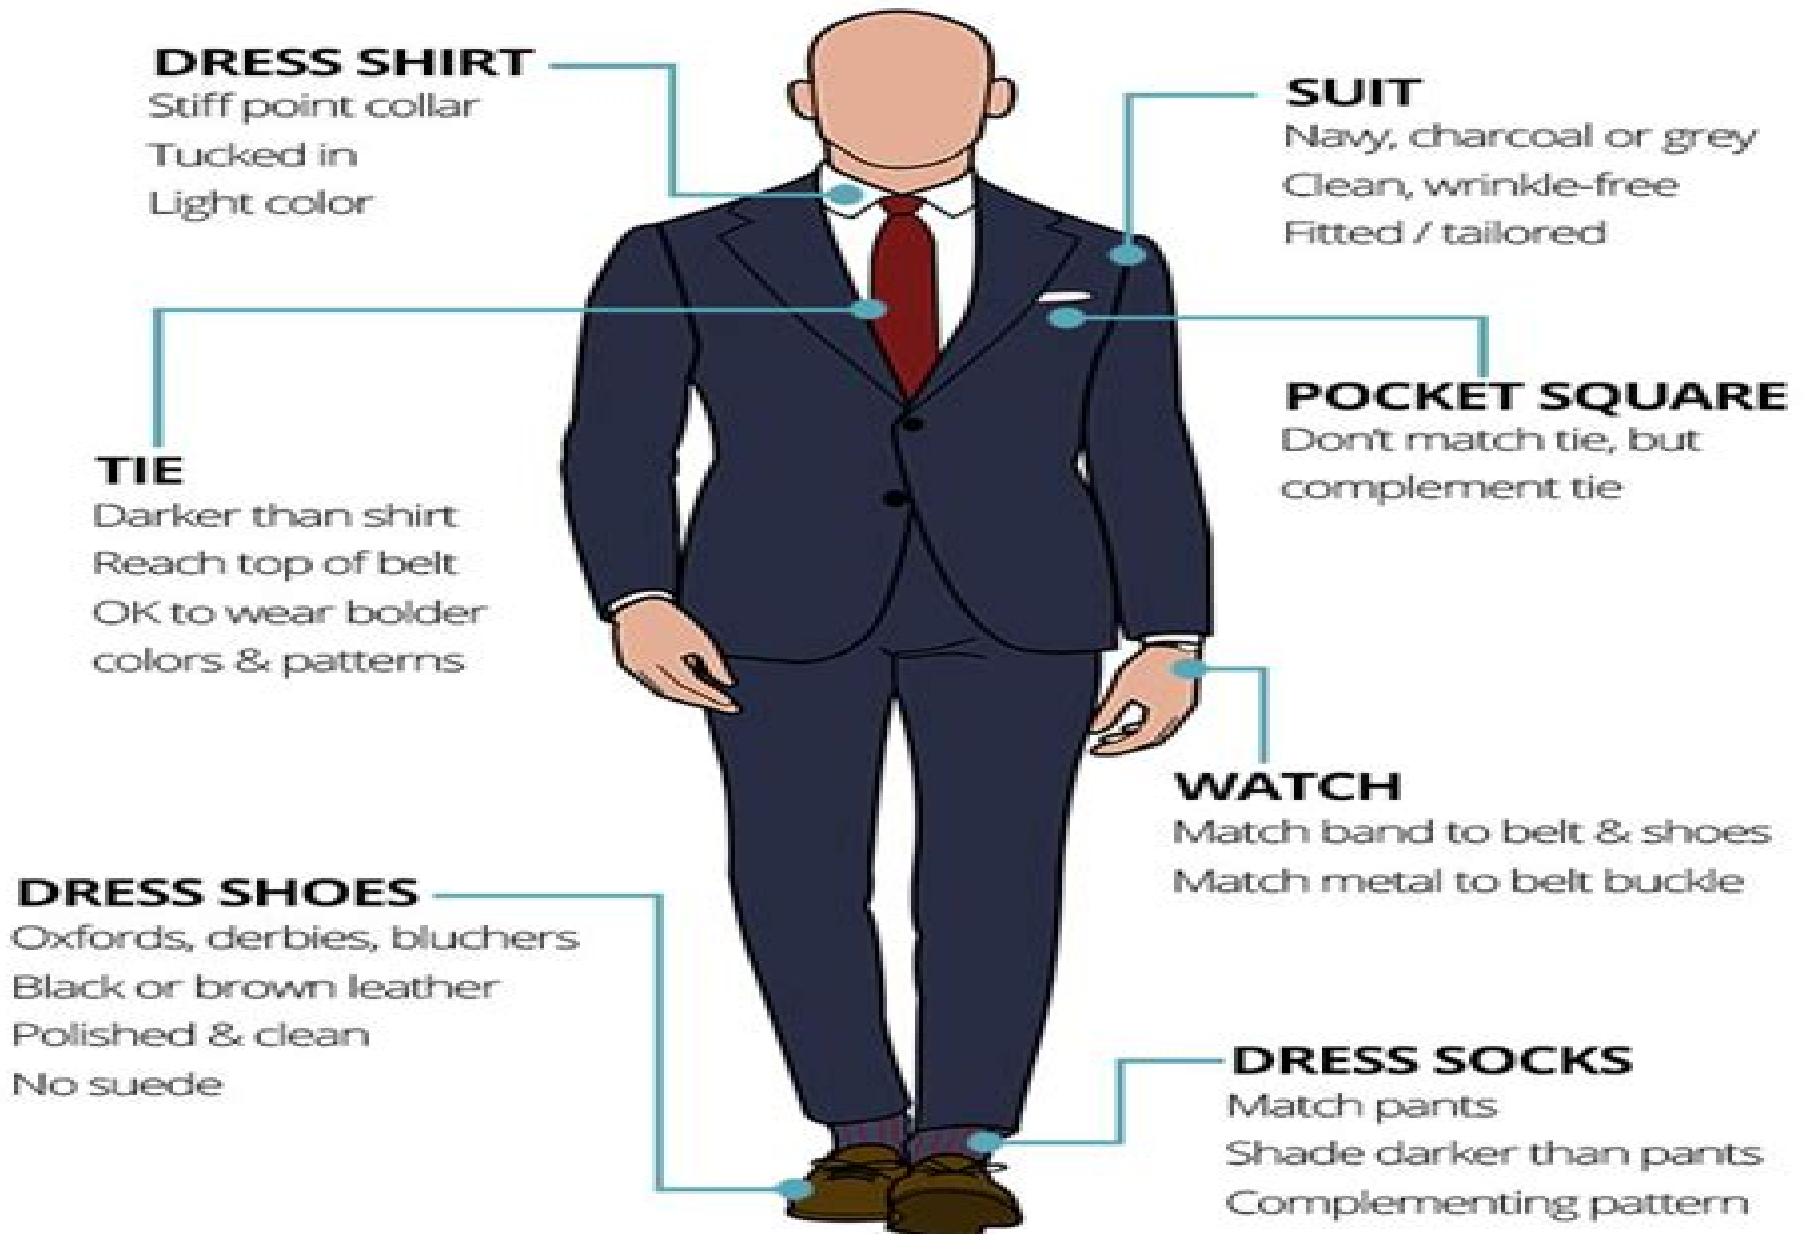 DRESS SHIRT
Stiff point collar
Tucked in
Light color
SUIT
Navy, charcoal or grey
Clean, wrinkle-free
Fitted / tailored
TIE
Darker than shirt
Reach top of belt
OK to wear bolder
colors & patterns
POCKET SQUARE
Don't match tie, but
complement tie
WATCH
Match band to belt & shoes
Match metal to belt buckle
DRESS SHOES
Oxfords, derbies, bluchers
Black or brown leather
Polished & clean
No suede
DRESS SOCKS
Match pants
Shade darker than pants
Complementing pattern